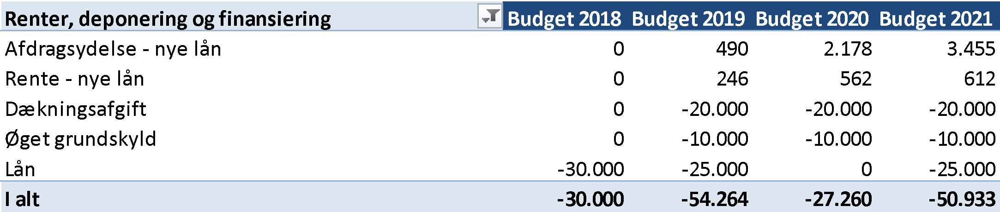 Renter, deponering og finansiering Budget 2018 Budget 2019 Budget 2020 Budget 2021
Afdragsydelse - nye lån 0 490 2.178 3.455
Rente - nye lån 0 246 562 612
Dækningsafgift 0 -20.000 -20.000 -20.000
Øget grundskyld 0 -10.000 -10.000 -10.000
Lån -30.000 -25.000 0 -25.000
I alt -30.000 -54.264 -27.260 -50.933